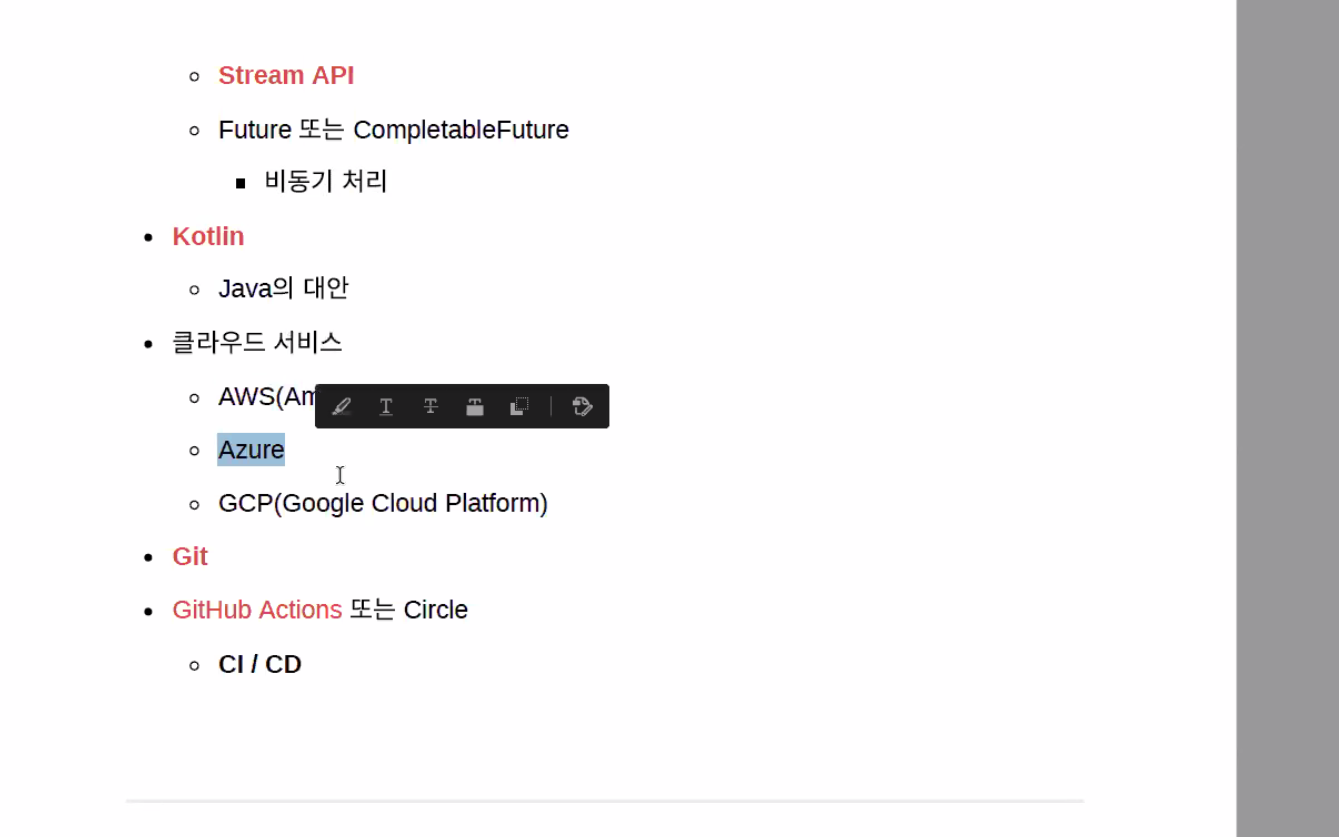 Stream API
Future 또는 CompletableFuture
비동기 처리
Kotlin
Java의 대안
클라우드 서비스
AWS(Am
Azure
GCP(Google Cloud Platform)
Git
GitHub Actions 또는 Circle
CI / CD